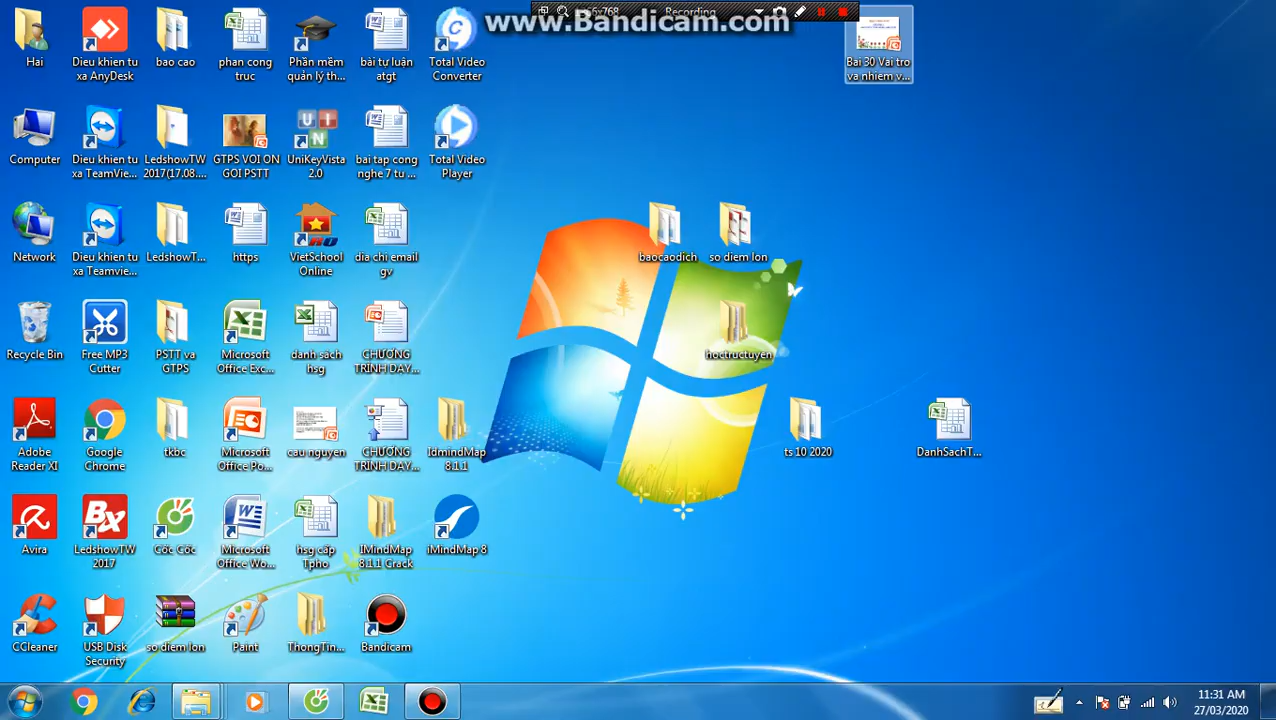 www.Bandicam.com
Recording
Hai
Dieu khien tu
xa AnyDesk
bao cao
phan cong
truc
Phần mềm
quản lý th...
bài tự luận
atgt
Total Video
Converter
Bai 30 Vai tro
va nhiem v...
Computer
Dieu khien tu
xa TeamVie...
LedshowTW
2017(17.08....
GTPS VOI ON
GOI PSTT
UniKeyVista
2.0
bai tap cong
nghe 7 tu ...
Total Video
Player
Network
Dieu khien tu
xa Teamvie...
LedshowT...
https
VietSchool
Online
dia chi email
gv
baocaodich
so diem lon
Recycle Bin
Free MP3
Cutter
PSTT va
GTPS
Microsoft
Office Exc...
danh sach
hsg
CHƯƠNG
TRÌNH DẠY...
hoctructuyen
Adobe
Reader XI
Google
Chrome
tkbc
Microsoft
Office Po...
cau nguyen
CHƯƠNG
TRÌNH DẠY...
IdmindMap
8.1.1
ts 10 2020
DanhSachT...
Avira
LedshowTW
2017
Cốc Cốc
Microsoft
Office Wo...
hsg cấp
Tpho
IMindMap
8.1.1 Crack
iMindMap 8
CCleaner
USB Disk
Security
so diem lon
Paint
ThongTin...
Bandicam
11:31 AM
27/03/2020